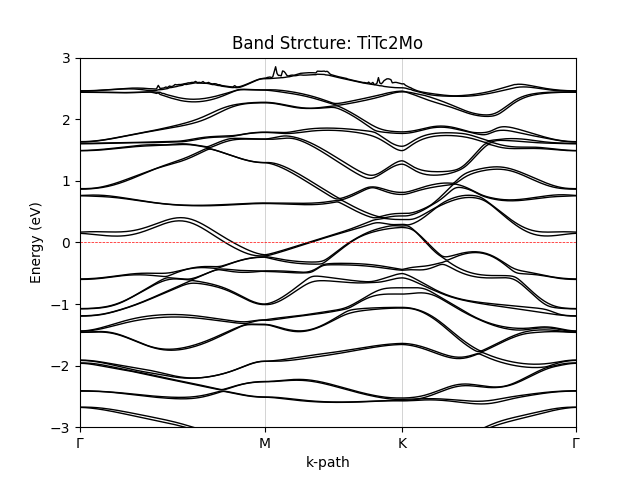 Band Strcture: TiTc2Mo
Energy (eV)
3
2
1
0
−1
−2
−3
Γ
M
K
Γ
k-path